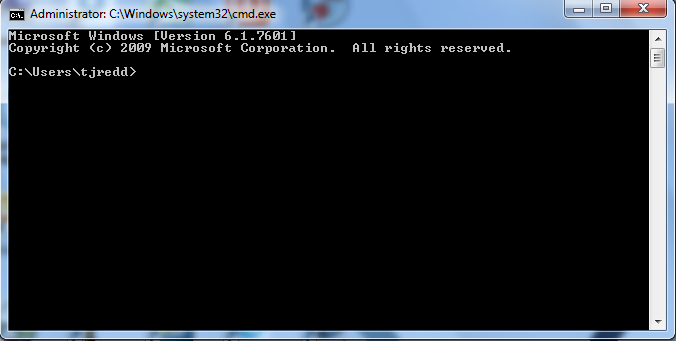 Administrator: C:\Windows\system32\cmd.exe
Microsoft Windows [Version 6.1.7601]
Copyright (c) 2009 Microsoft Corporation.  All rights reserved.
C:\Users\tjredd>